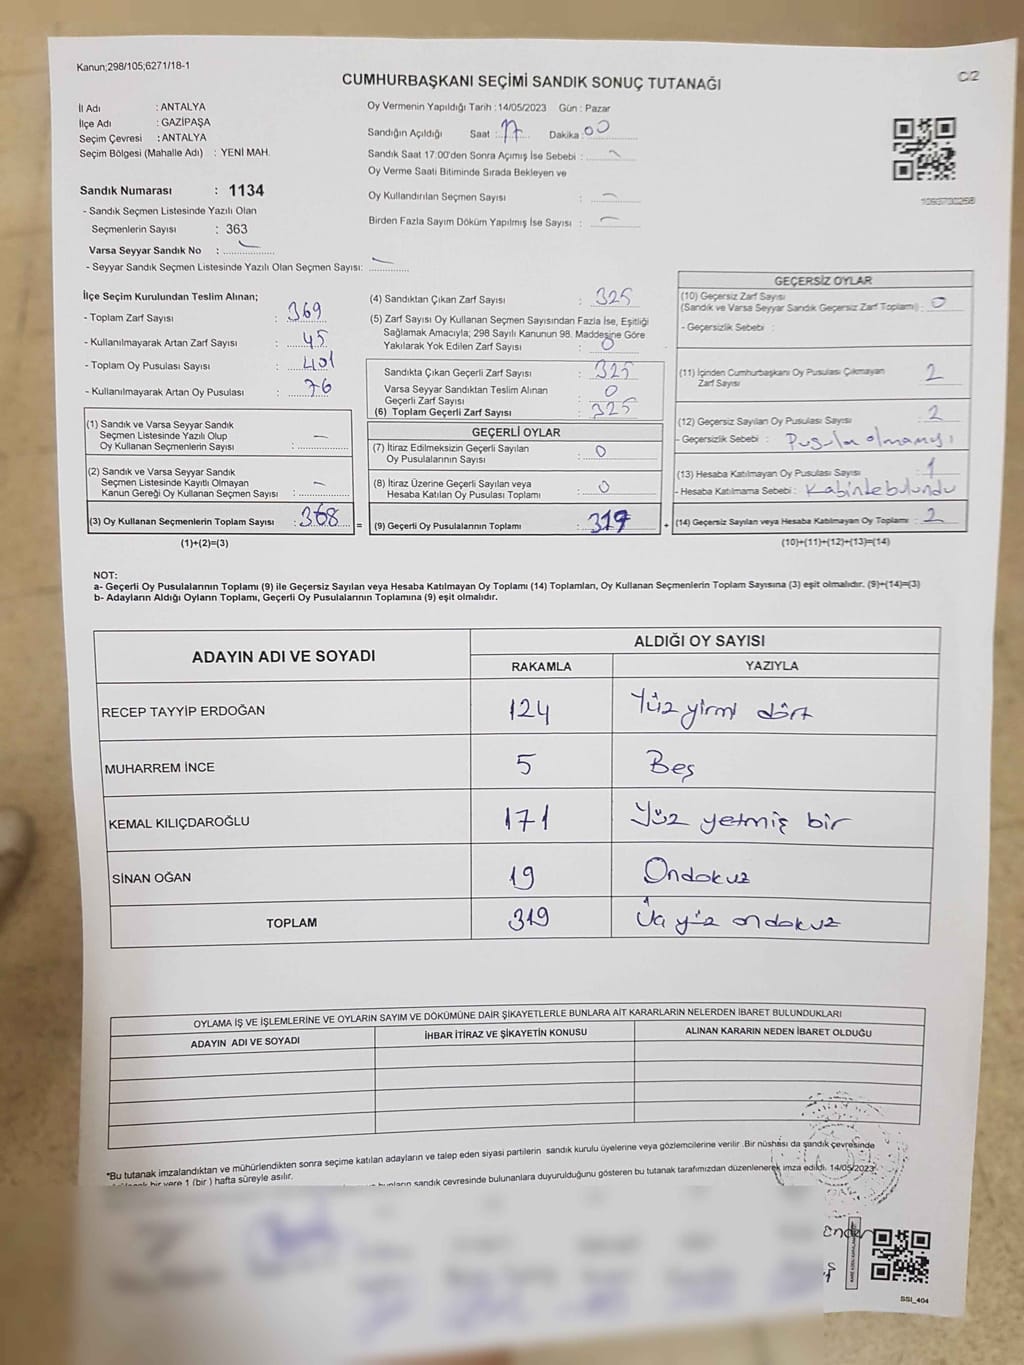 Kanun;298/105;6271/18-1
C/2
CUMHURBAŞKANI SEÇİMİ SANDIK SONUÇ TUTANAĞI
İl Adı : ANTALYA
İlçe Adı : GAZİPAŞA
Seçim Çevresi : ANTALYA
Seçim Bölgesi (Mahalle Adı) : YENİ MAH.
Sandık Numarası : 1134
- Sandık Seçmen Listesinde Yazılı Olan
Seçmenlerin Sayısı : 363
Varsa Seyyar Sandık No :
- Seyyar Sandık Seçmen Listesinde Yazılı Olan Seçmen Sayısı:
Oy Vermenin Yapıldığı Tarih :14/05/2023 Gün : Pazar
Sandığın Açıldığı Saat : 17 Dakika : 00
Sandık Saat 17:00'den Sonra Açımış İse Sebebi :
Oy Verme Saati Bitiminde Sırada Bekleyen ve
Oy Kullandırılan Seçmen Sayısı :
Birden Fazla Sayım Döküm Yapılmış İse Sayısı :
İlçe Seçim Kurulundan Teslim Alınan;
- Toplam Zarf Sayısı : 369
- Kullanılmayarak Artan Zarf Sayısı : 45
- Toplam Oy Pusulası Sayısı : 401
- Kullanılmayarak Artan Oy Pusulası : 76
(1) Sandık ve Varsa Seyyar Sandık
Seçmen Listesinde Yazılı Olup
Oy Kullanan Seçmenlerin Sayısı :
(2) Sandık ve Varsa Seyyar Sandık
Seçmen Listesinde Kayıtlı Olmayan
Kanun Gereği Oy Kullanan Seçmen Sayısı :
(3) Oy Kullanan Seçmenlerin Toplam Sayısı : 368 =
(1)+(2)=(3)
(4) Sandıktan Çıkan Zarf Sayısı : 325
(5) Zarf Sayısı Oy Kullanan Seçmen Sayısından Fazla İse, Eşitliği
Sağlamak Amacıyla; 298 Sayılı Kanunun 98. Maddesine Göre
Yakılarak Yok Edilen Zarf Sayısı : 0
Sandıkta Çıkan Geçerli Zarf Sayısı : 325
Varsa Seyyar Sandıktan Teslim Alınan
Geçerli Zarf Sayısı : 0
(6) Toplam Geçerli Zarf Sayısı : 325
GEÇERLİ OYLAR
(7) İtiraz Edilmeksizin Geçerli Sayılan
Oy Pusulalarının Sayısı : 0
(8) İtiraz Üzerine Geçerli Sayılan veya
Hesaba Katılan Oy Pusulası Toplamı : 0
(9) Geçerli Oy Pusulalarının Toplamı : 319 +
GEÇERSİZ OYLAR
(10) Geçersiz Zarf Sayısı
(Sandık ve Varsa Seyyar Sandık Geçersiz Zarf Toplamı) : 0
- Geçersizlik Sebebi :
(11) İçinden Cumhurbaşkanı Oy Pusulası Çıkmayan
Zarf Sayısı : 2
(12) Geçersiz Sayılan Oy Pusulası Sayısı : 2
- Geçersizlik Sebebi : Pusula olmamış
(13) Hesaba Katılmayan Oy Pusulası Sayısı : 1
- Hesaba Katılmama Sebebi : Kabinde bulundu
(14) Geçersiz Sayılan veya Hesaba Katılmayan Oy Toplamı : 2
(10)+(11)+(12)+(13)=(14)
NOT:
a- Geçerli Oy Pusulalarının Toplamı (9) ile Geçersiz Sayılan veya Hesaba Katılmayan Oy Toplamı (14) Toplamları, Oy Kullanan Seçmenlerin Toplam Sayısına (3) eşit olmalıdır. (9)+(14)=(3)
b- Adayların Aldığı Oyların Toplamı, Geçerli Oy Pusulalarının Toplamına (9) eşit olmalıdır.
ADAYIN ADI VE SOYADI
ALDIĞI OY SAYISI
RAKAMLA YAZIYLA
RECEP TAYYİP ERDOĞAN 124 Yüz yirmi dört
MUHARREM İNCE 5 Beş
KEMAL KILIÇDAROĞLU 171 Yüz yetmiş bir
SİNAN OĞAN 19 Ondokuz
TOPLAM 319 Üç yüz ondokuz
OYLAMA İŞ VE İŞLEMLERİNE VE OYLARIN SAYIM VE DÖKÜMÜNE DAİR ŞİKAYETLERLE BUNLARA AİT KARARLARIN NELERDEN İBARET BULUNDUKLARI
ADAYIN ADI VE SOYADI İHBAR İTİRAZ VE ŞİKAYETİN KONUSU ALINAN KARARIN NEDEN İBARET OLDUĞU
*Bu tutanak imzalandıktan ve mühürlendikten sonra seçime katılan adayların ve talep eden siyasi partilerin sandık kurulu üyelerine veya gözlemcilerine verilir .Bir nüshası da sandık çevresinde
bir yere 1 (bir ) hafta süreyle asılır.
sandık çevresinde bulunanlara duyurulduğunu gösteren bu tutanak tarafımızdan düzenlenerek imza edildi. 14/05/2023
SSI_404